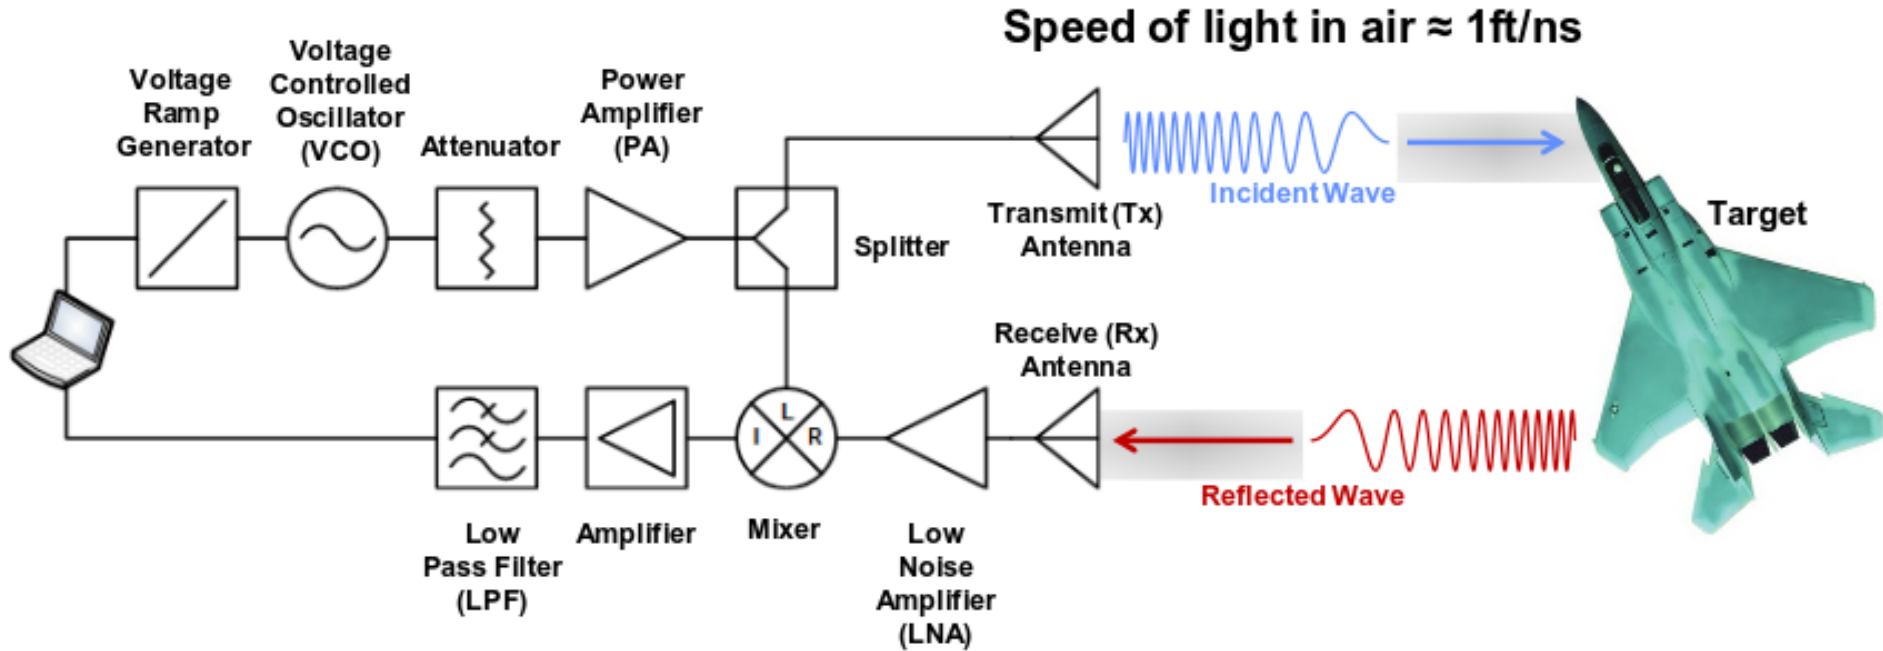 Speed of light in air ≈ 1ft/ns
Voltage
Ramp
Generator
Voltage
Controlled
Oscillator
(VCO)
Attenuator
Power
Amplifier
(PA)
Splitter
Transmit (Tx)
Antenna
Incident Wave
Target
Receive (Rx)
Antenna
Reflected Wave
L
I
R
Low
Pass Filter
(LPF)
Amplifier
Mixer
Low
Noise
Amplifier
(LNA)